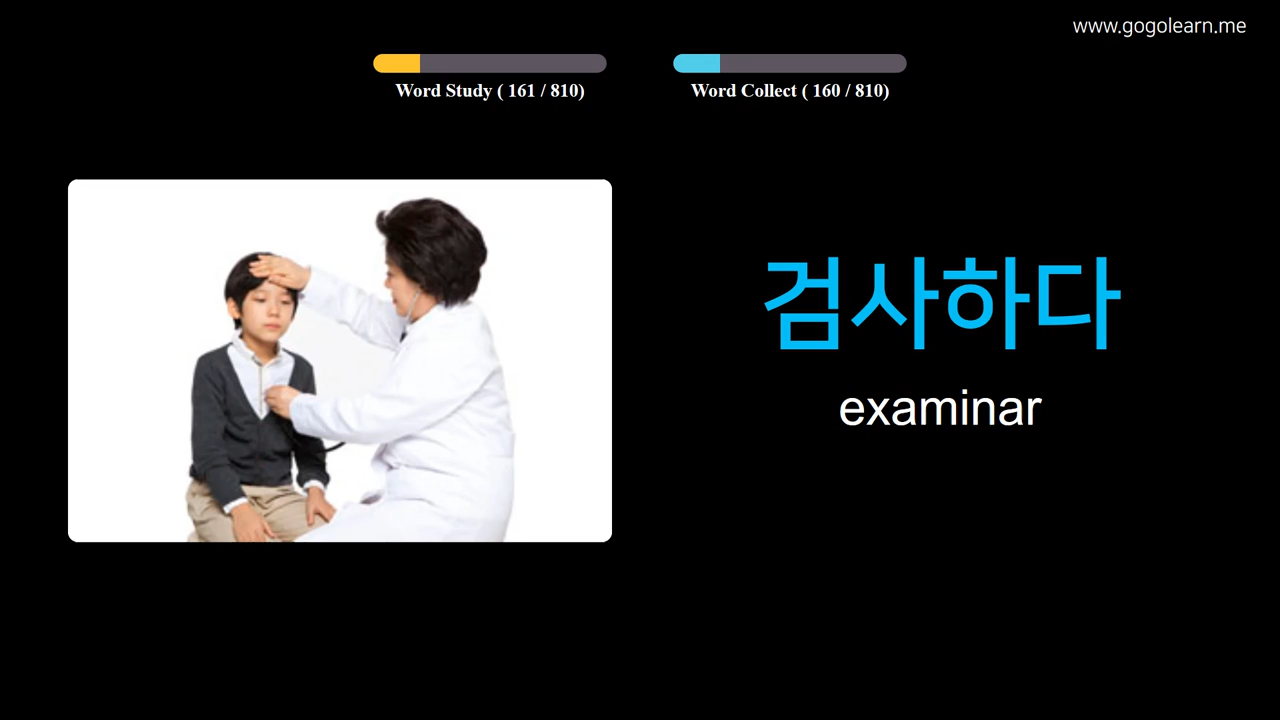 www.gogolearn.me
Word Study ( 161 / 810)
Word Collect ( 160 / 810)
검사하다
examinar